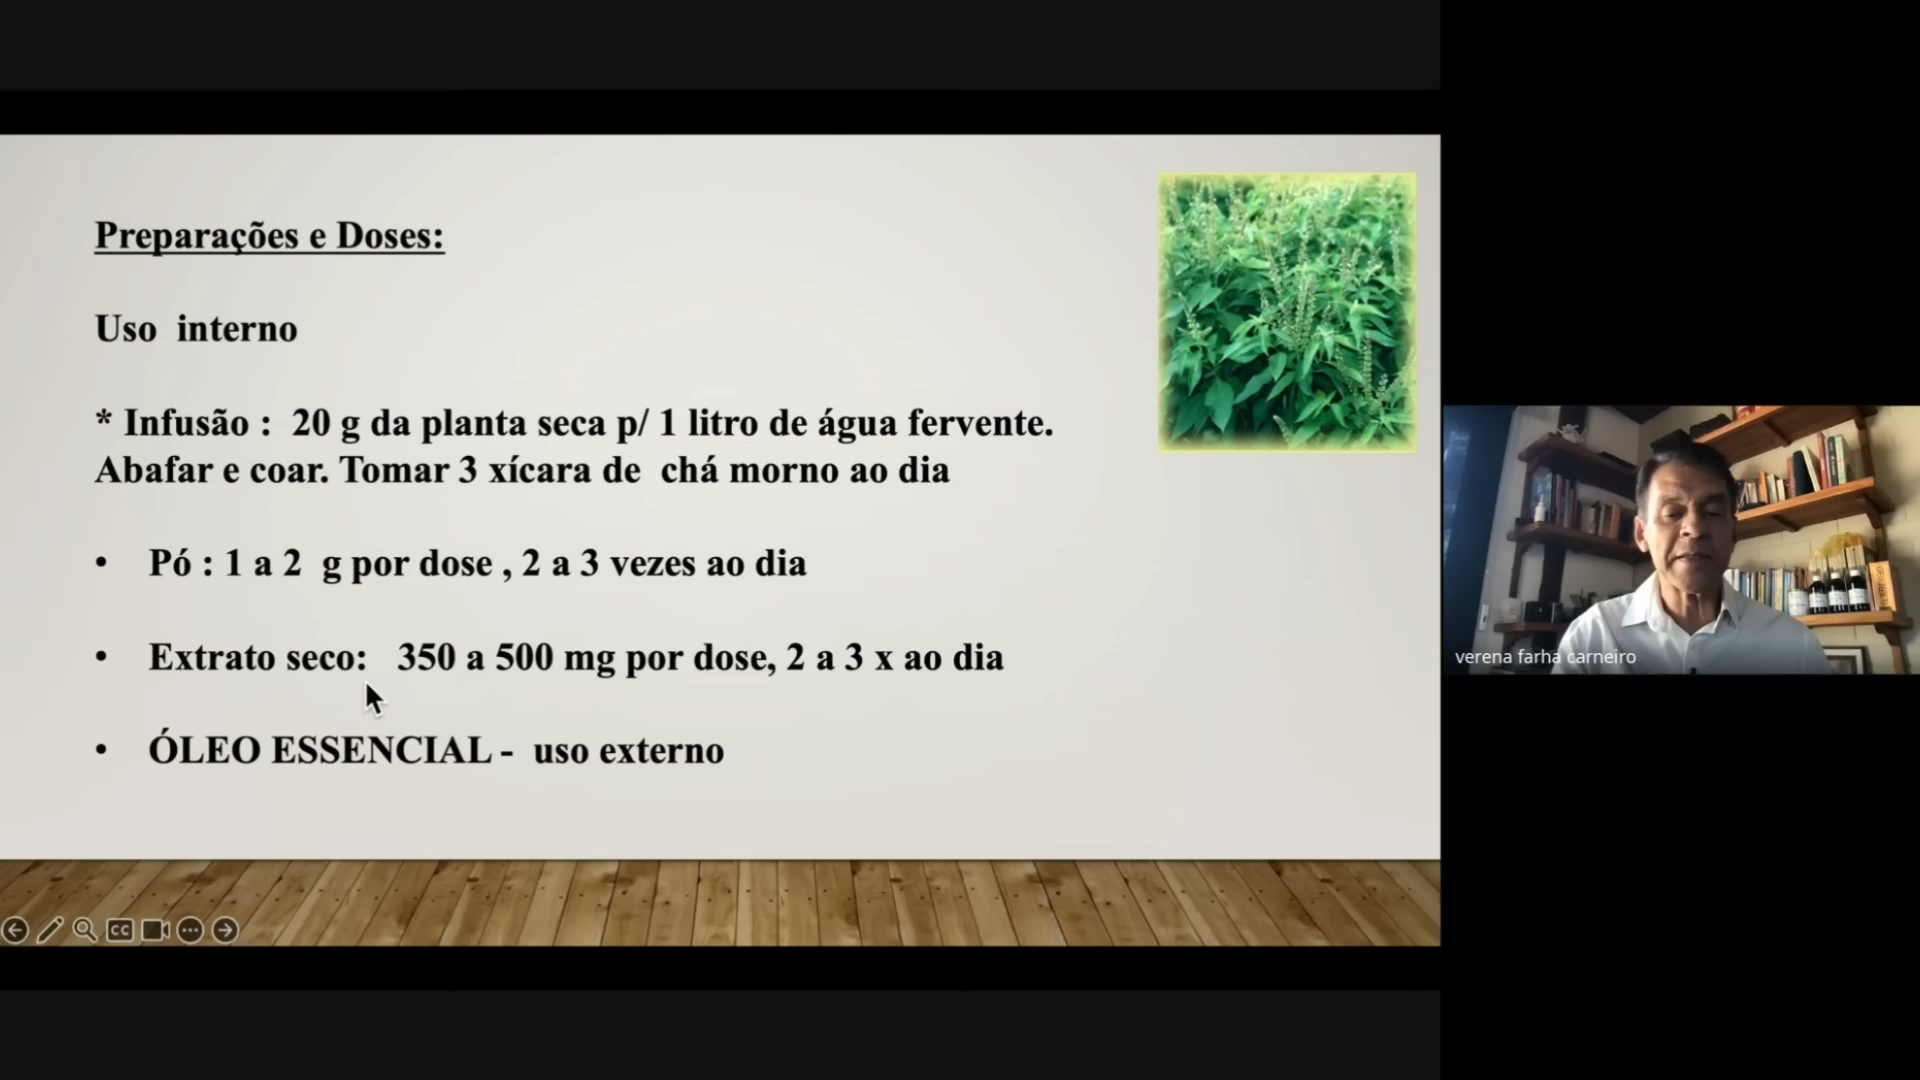 Preparações e Doses:
Uso interno
* Infusão : 20 g da planta seca p/ 1 litro de água fervente.
Abafar e coar. Tomar 3 xícara de chá morno ao dia
• Pó : 1 a 2 g por dose , 2 a 3 vezes ao dia
• Extrato seco: 350 a 500 mg por dose, 2 a 3 x ao dia
• ÓLEO ESSENCIAL - uso externo
CC
verena farha carneiro